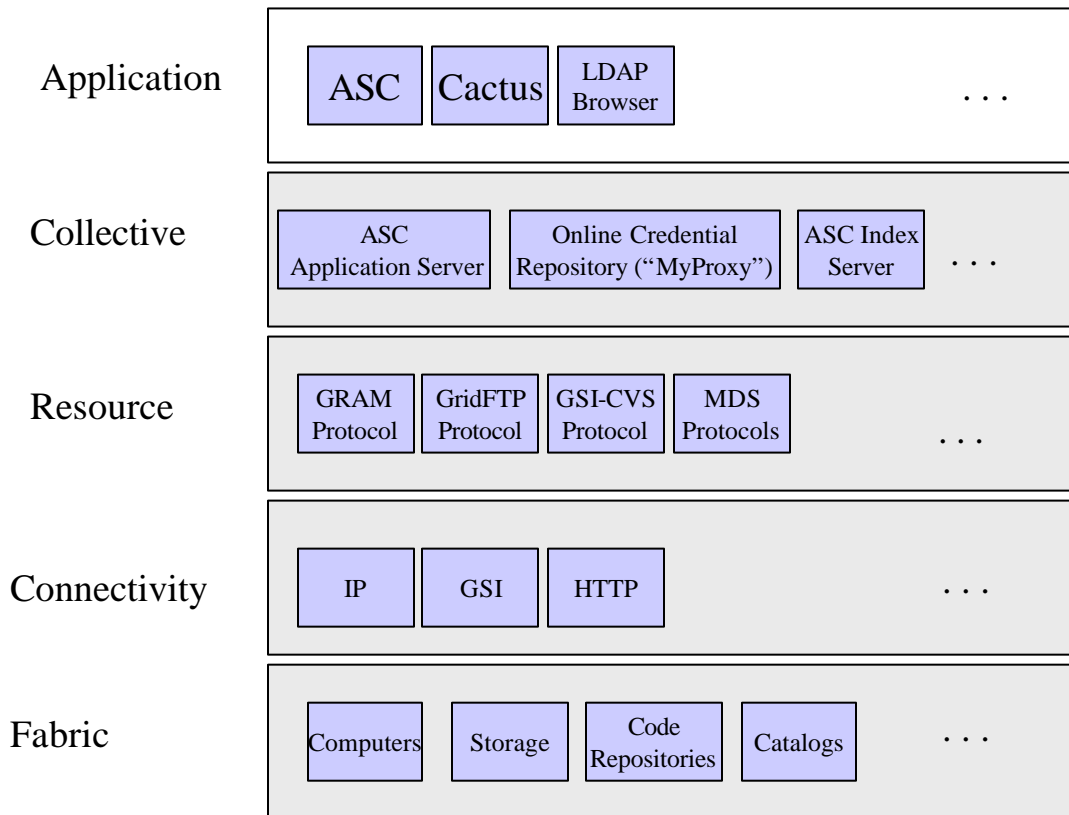 Application
ASC
Cactus
LDAP
Browser
. . .
Collective
ASC
Application Server
Online Credential
Repository (“MyProxy”)
ASC Index
Server
. . .
Resource
GRAM
Protocol
GridFTP
Protocol
GSI-CVS
Protocol
MDS
Protocols
. . .
Connectivity
IP
GSI
HTTP
. . .
Fabric
Computers
Storage
Code
Repositories
Catalogs
. . .